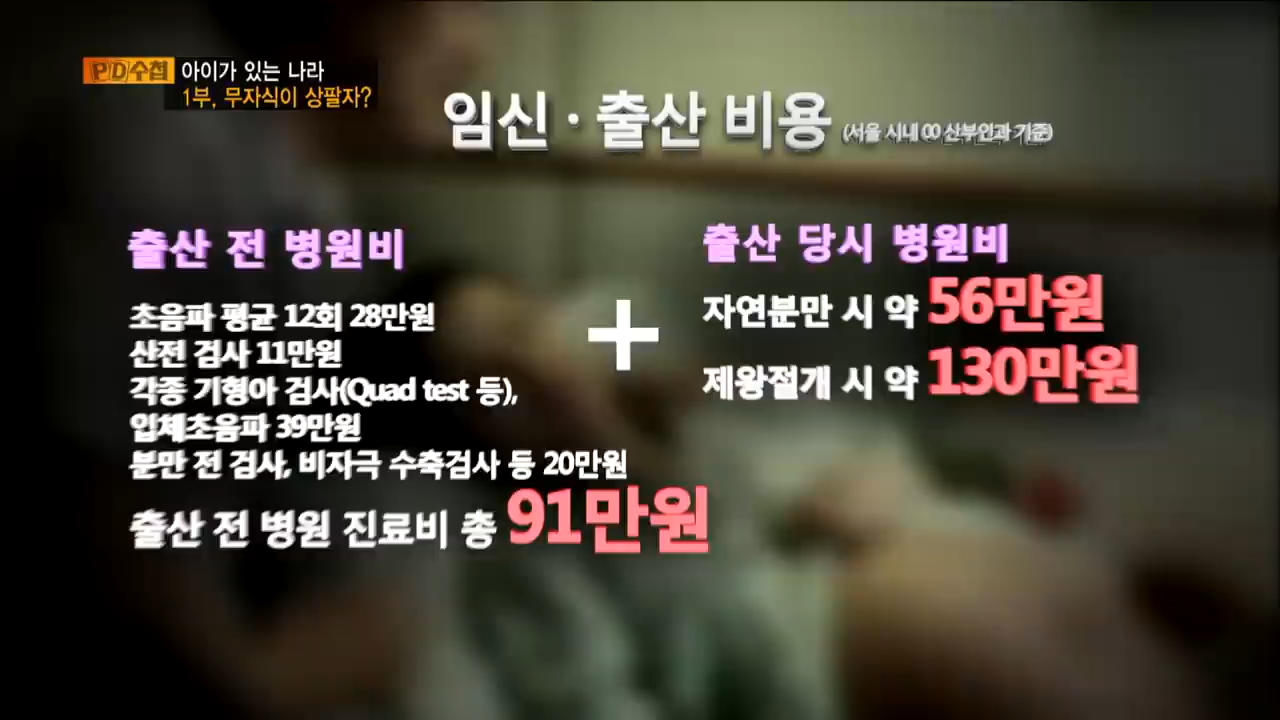 PD수첩 아이가 있는 나라
1부, 무자식이 상팔자?
임신·출산 비용 (서울 시내 00 산부인과 기준)
출산 전 병원비
초음파 평균 12회 28만원
산전 검사 11만원
각종 기형아 검사(Quad test 등),
입체초음파 39만원
분만 전 검사, 비자극 수축검사 등 20만원
출산 전 병원 진료비 총 91만원
+
출산 당시 병원비
자연분만 시 약 56만원
제왕절개 시 약 130만원